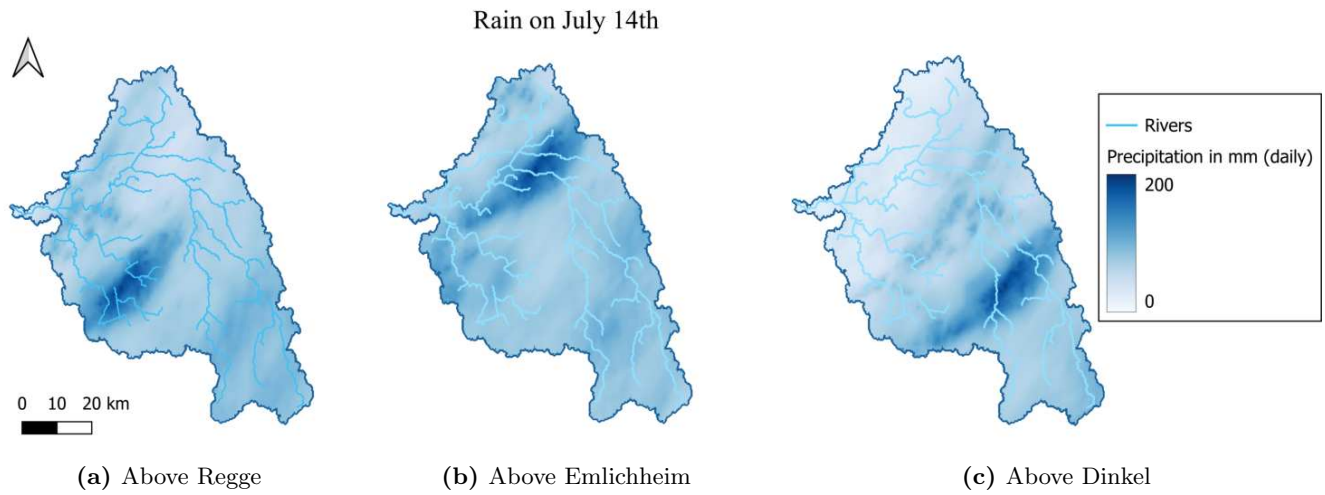 Rain on July 14th
Rivers
Precipitation in mm (daily)
200
0
0 10 20 km
(a) Above Regge
(b) Above Emlichheim
(c) Above Dinkel